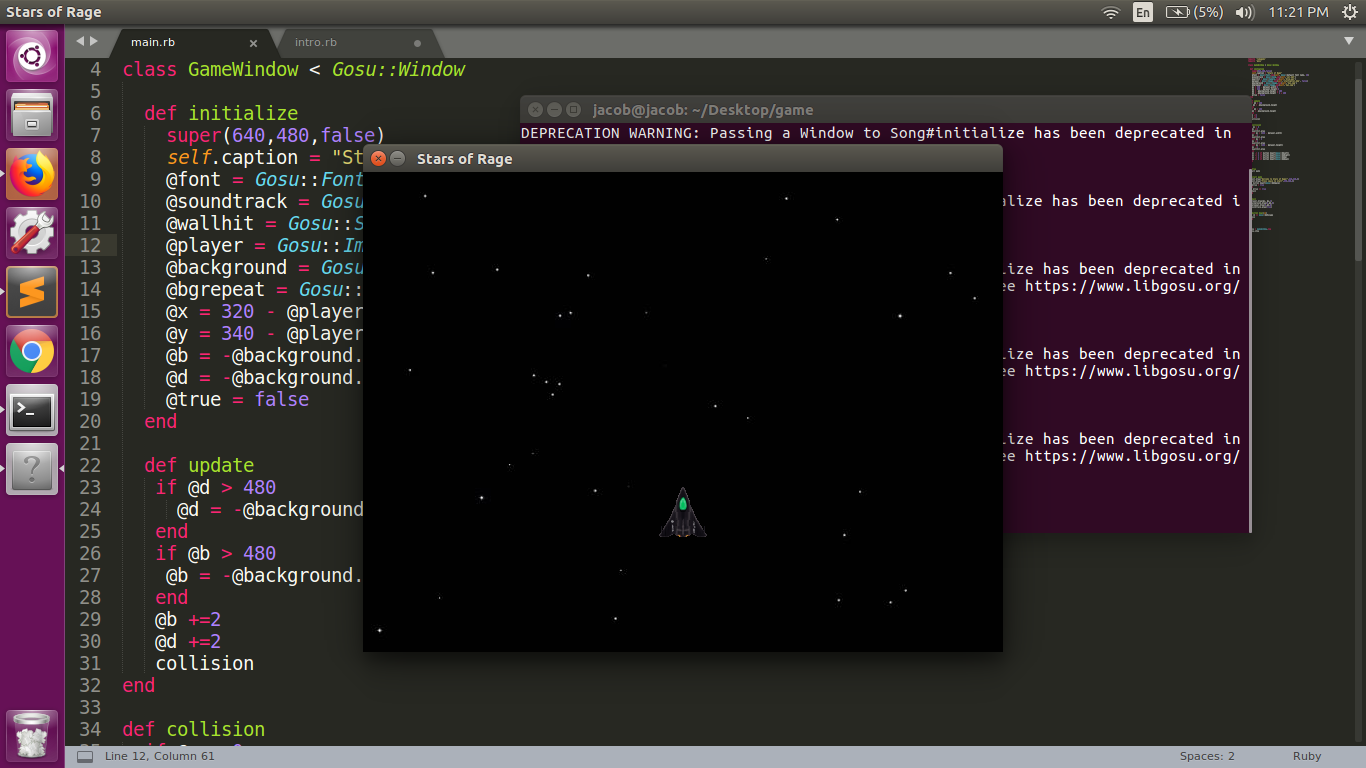 Stars of Rage
En (5%) 11:21 PM
main.rb × intro.rb
4 class GameWindow < Gosu::Window
5
6 def initialize
7 super(640,480,false)
8 self.caption = "St
9 @font = Gosu::Font
10 @soundtrack = Gosu
11 @wallhit = Gosu::S
12 @player = Gosu::Im
13 @background = Gosu
14 @bgrepeat = Gosu::
15 @x = 320 - @player
16 @y = 340 - @player
17 @b = -@background.
18 @d = -@background.
19 @true = false
20 end
21
22 def update
23 if @d > 480
24 @d = -@background
25 end
26 if @b > 480
27 @b = -@background.
28 end
29 @b +=2
30 @d +=2
31 collision
32 end
33
34 def collision
jacob@jacob: ~/Desktop/game
DEPRECATION WARNING: Passing a Window to Song#initialize has been deprecated in
alize has been deprecated i
lize has been deprecated in
ee https://www.libgosu.org/
lize has been deprecated in
ee https://www.libgosu.org/
lize has been deprecated in
ee https://www.libgosu.org/
Stars of Rage
Line 12, Column 61
Spaces: 2 Ruby